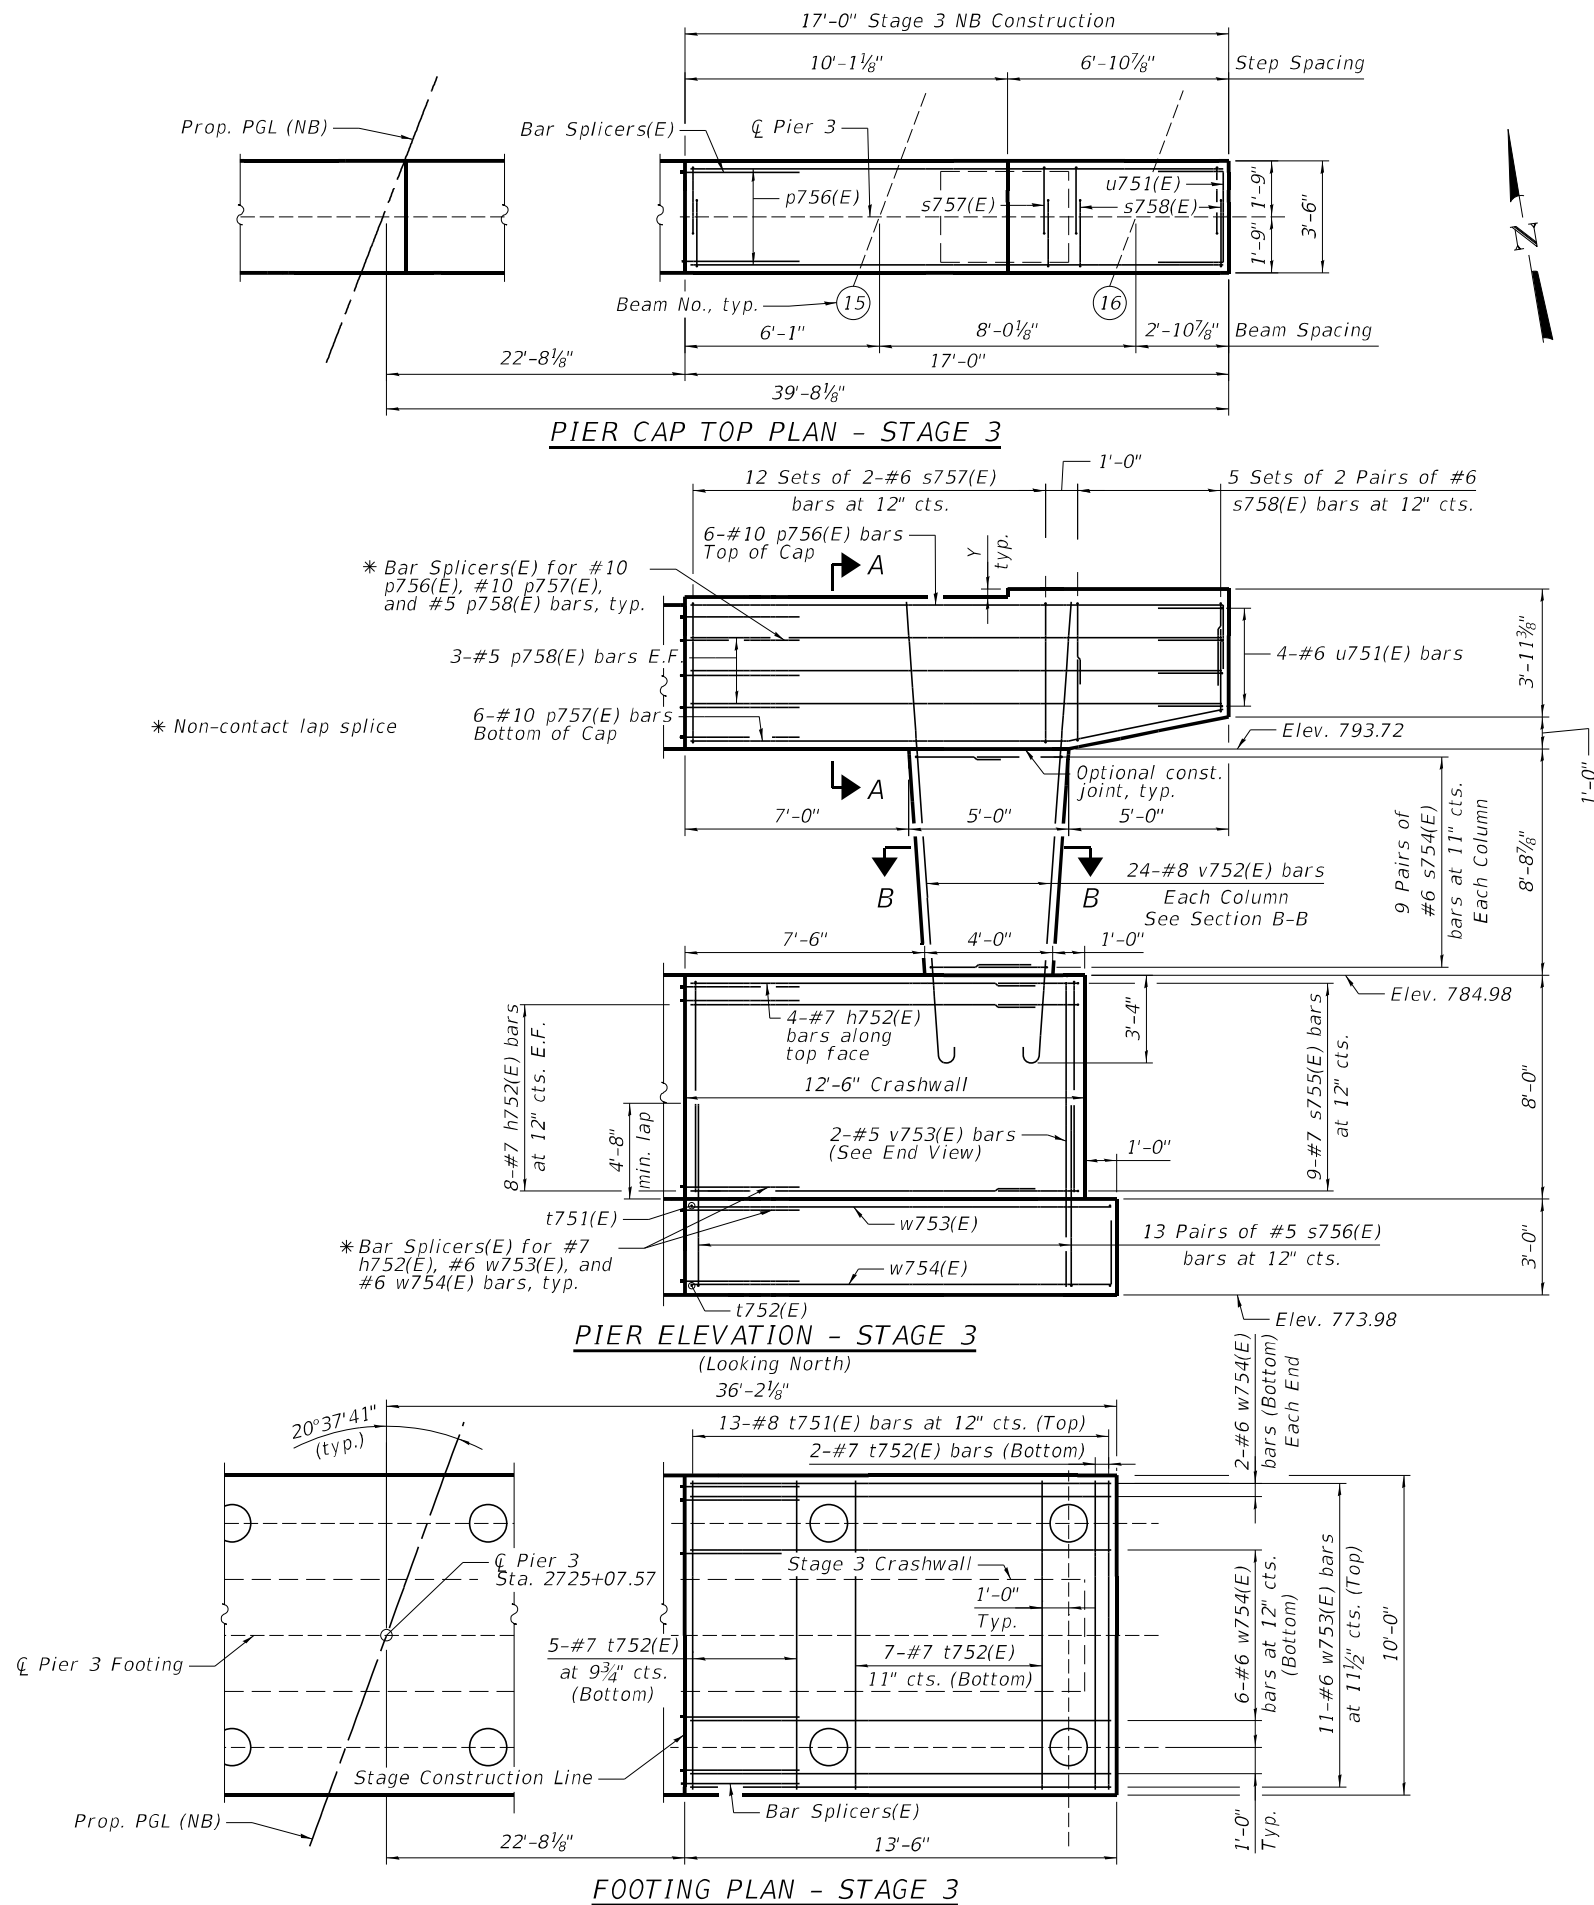 17'-0" Stage 3 NB Construction
10'-1⅛"
6'-10⅞"
Step Spacing
Prop. PGL (NB)
Bar Splicers(E)
℄ Pier 3
p756(E)
s757(E)
u751(E)
s758(E)
1'-9"
1'-9"
3'-6"
N
Beam No., typ.
15
16
6'-1"
8'-0⅛"
2'-10⅞"
Beam Spacing
22'-8⅛"
17'-0"
39'-8⅛"
PIER CAP TOP PLAN - STAGE 3
12 Sets of 2-#6 s757(E)
bars at 12" cts.
1'-0"
5 Sets of 2 Pairs of #6
s758(E) bars at 12" cts.
6-#10 p756(E) bars
Top of Cap
A
Y
typ.
* Bar Splicers(E) for #10
p756(E), #10 p757(E),
and #5 p758(E) bars, typ.
3-#5 p758(E) bars E.F.
4-#6 u751(E) bars
3'-11⅜"
* Non-contact lap splice
6-#10 p757(E) bars
Bottom of Cap
Elev. 793.72
1'-0"
A
Optional const.
joint, typ.
7'-0"
5'-0"
5'-0"
9 Pairs of
#6 s754(E)
bars at 11" cts.
Each Column
8'-8⅞"
B
B
24-#8 v752(E) bars
Each Column
See Section B-B
7'-6"
4'-0"
1'-0"
Elev. 784.98
8-#7 h752(E) bars
at 12" cts. E.F.
4-#7 h752(E)
bars along
top face
3'-4"
9-#7 s755(E) bars
at 12" cts.
8'-0"
12'-6" Crashwall
4'-8"
min. lap
2-#5 v753(E) bars
(See End View)
1'-0"
t751(E)
w753(E)
13 Pairs of #5 s756(E)
bars at 12" cts.
3'-0"
* Bar Splicers(E) for #7
h752(E), #6 w753(E), and
#6 w754(E) bars, typ.
w754(E)
t752(E)
Elev. 773.98
PIER ELEVATION - STAGE 3
(Looking North)
36'-2⅛"
20°37'41"
(typ.)
13-#8 t751(E) bars at 12" cts. (Top)
2-#7 t752(E) bars (Bottom)
2-#6 w754(E)
bars (Bottom)
Each End
℄ Pier 3
Sta. 2725+07.57
Stage 3 Crashwall
1'-0"
Typ.
℄ Pier 3 Footing
5-#7 t752(E)
at 9¾" cts.
(Bottom)
7-#7 t752(E)
11" cts. (Bottom)
6-#6 w754(E)
bars at 12" cts.
(Bottom)
11-#6 w753(E) bars
at 11½" cts. (Top)
10'-0"
Stage Construction Line
Prop. PGL (NB)
Bar Splicers(E)
1'-0"
Typ.
22'-8⅛"
13'-6"
FOOTING PLAN - STAGE 3